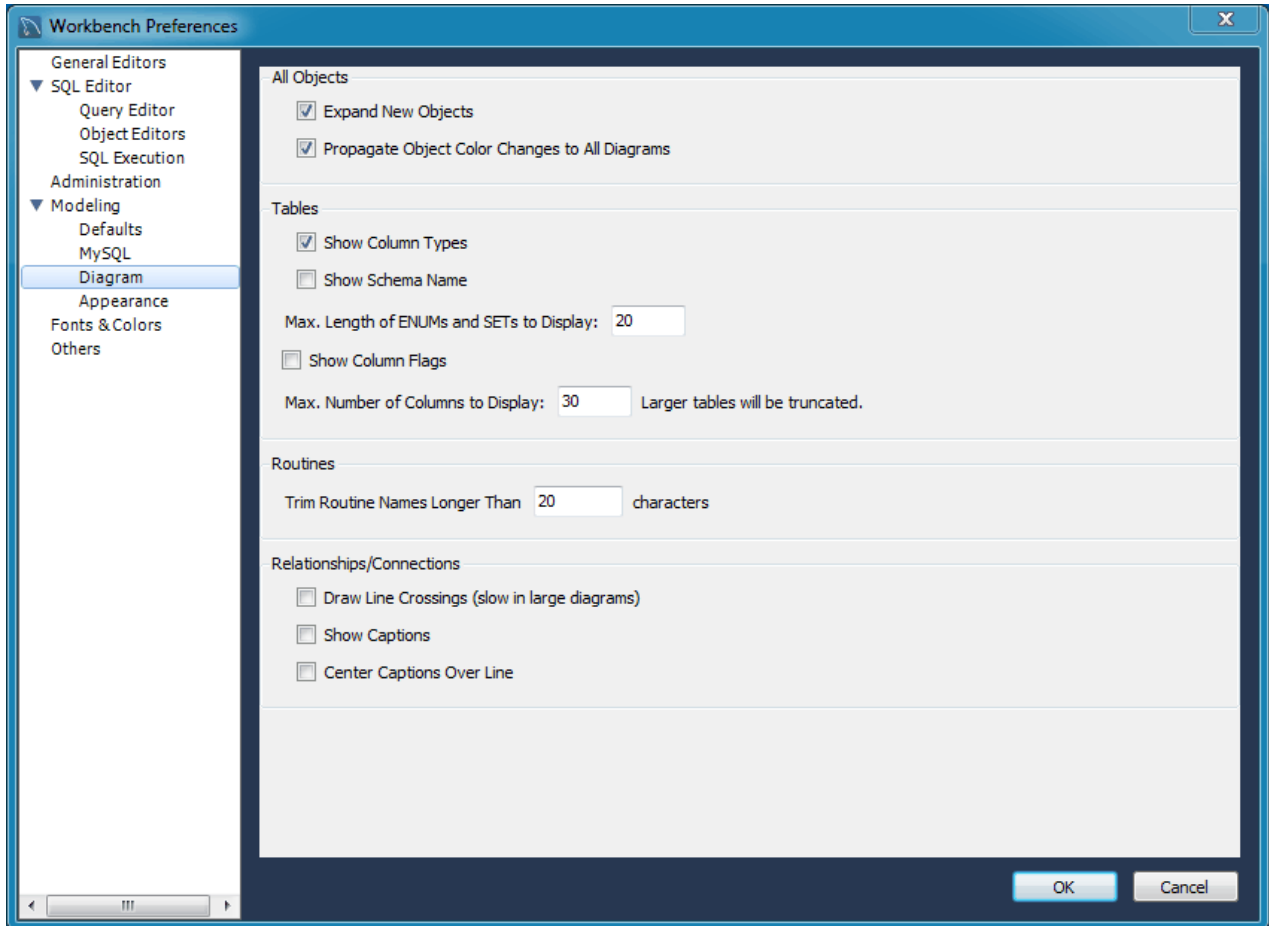 Workbench Preferences
General Editors
SQL Editor
Query Editor
Object Editors
SQL Execution
Administration
Modeling
Defaults
MySQL
Diagram
Appearance
Fonts & Colors
Others
All Objects
Expand New Objects
Propagate Object Color Changes to All Diagrams
Tables
Show Column Types
Show Schema Name
Max. Length of ENUMs and SETs to Display: 20
Show Column Flags
Max. Number of Columns to Display: 30 Larger tables will be truncated.
Routines
Trim Routine Names Longer Than 20 characters
Relationships/Connections
Draw Line Crossings (slow in large diagrams)
Show Captions
Center Captions Over Line
OK Cancel